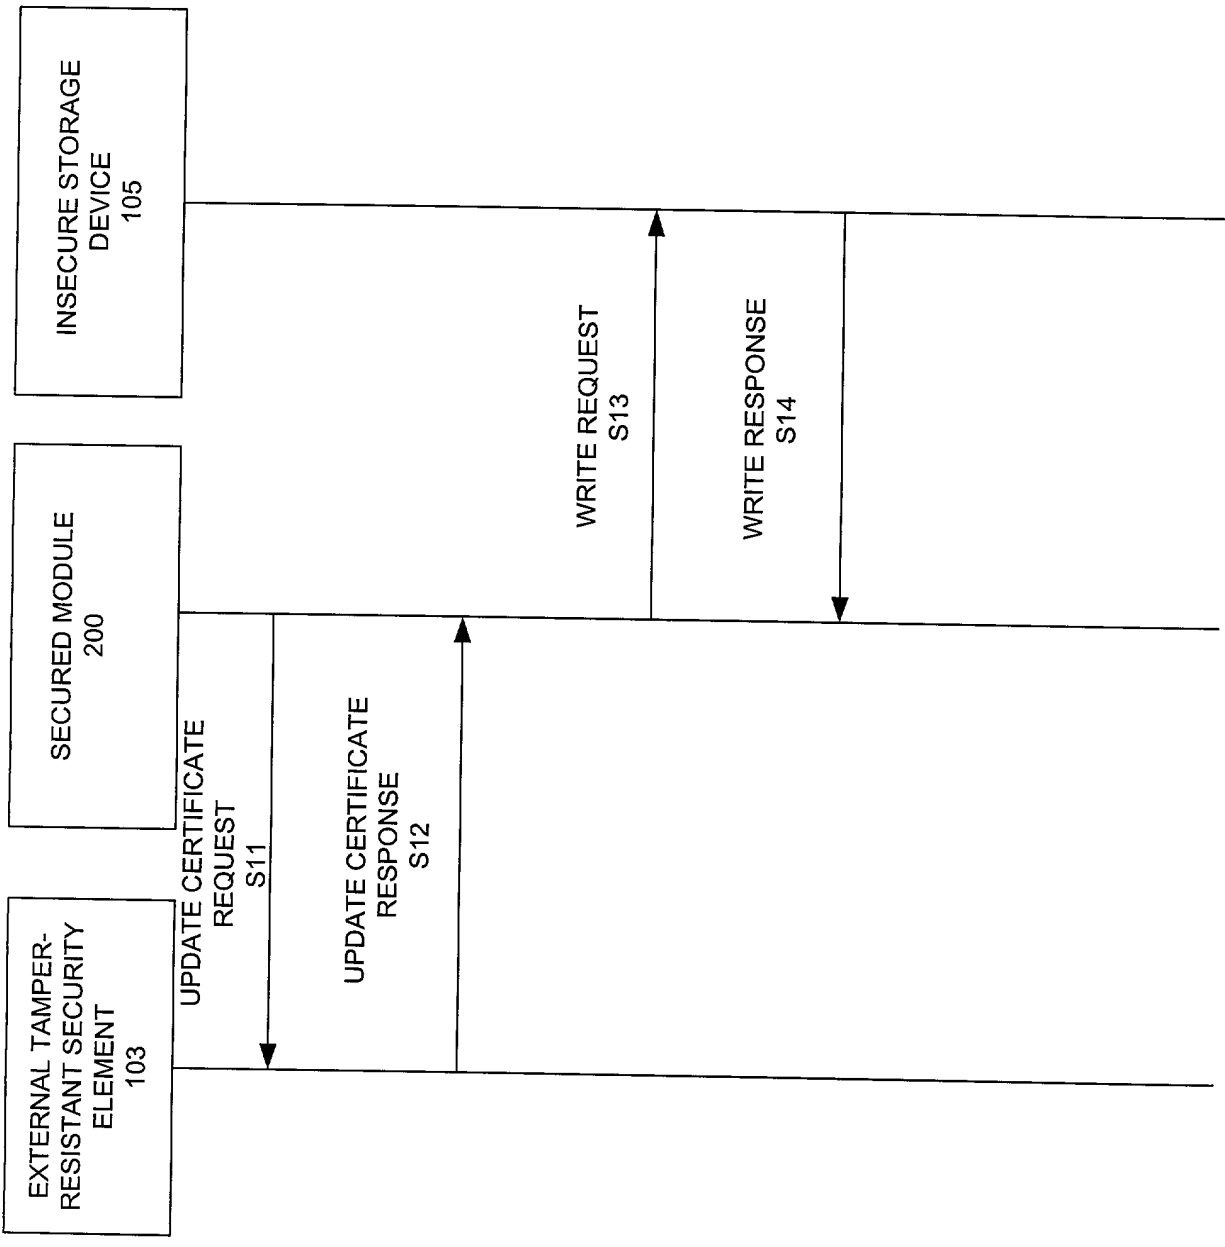 EXTERNAL TAMPER-
RESISTANT SECURITY
ELEMENT
103
SECURED MODULE
200
INSECURE STORAGE
DEVICE
105
UPDATE CERTIFICATE
REQUEST
S11
UPDATE CERTIFICATE
RESPONSE
S12
WRITE REQUEST
S13
WRITE RESPONSE
S14